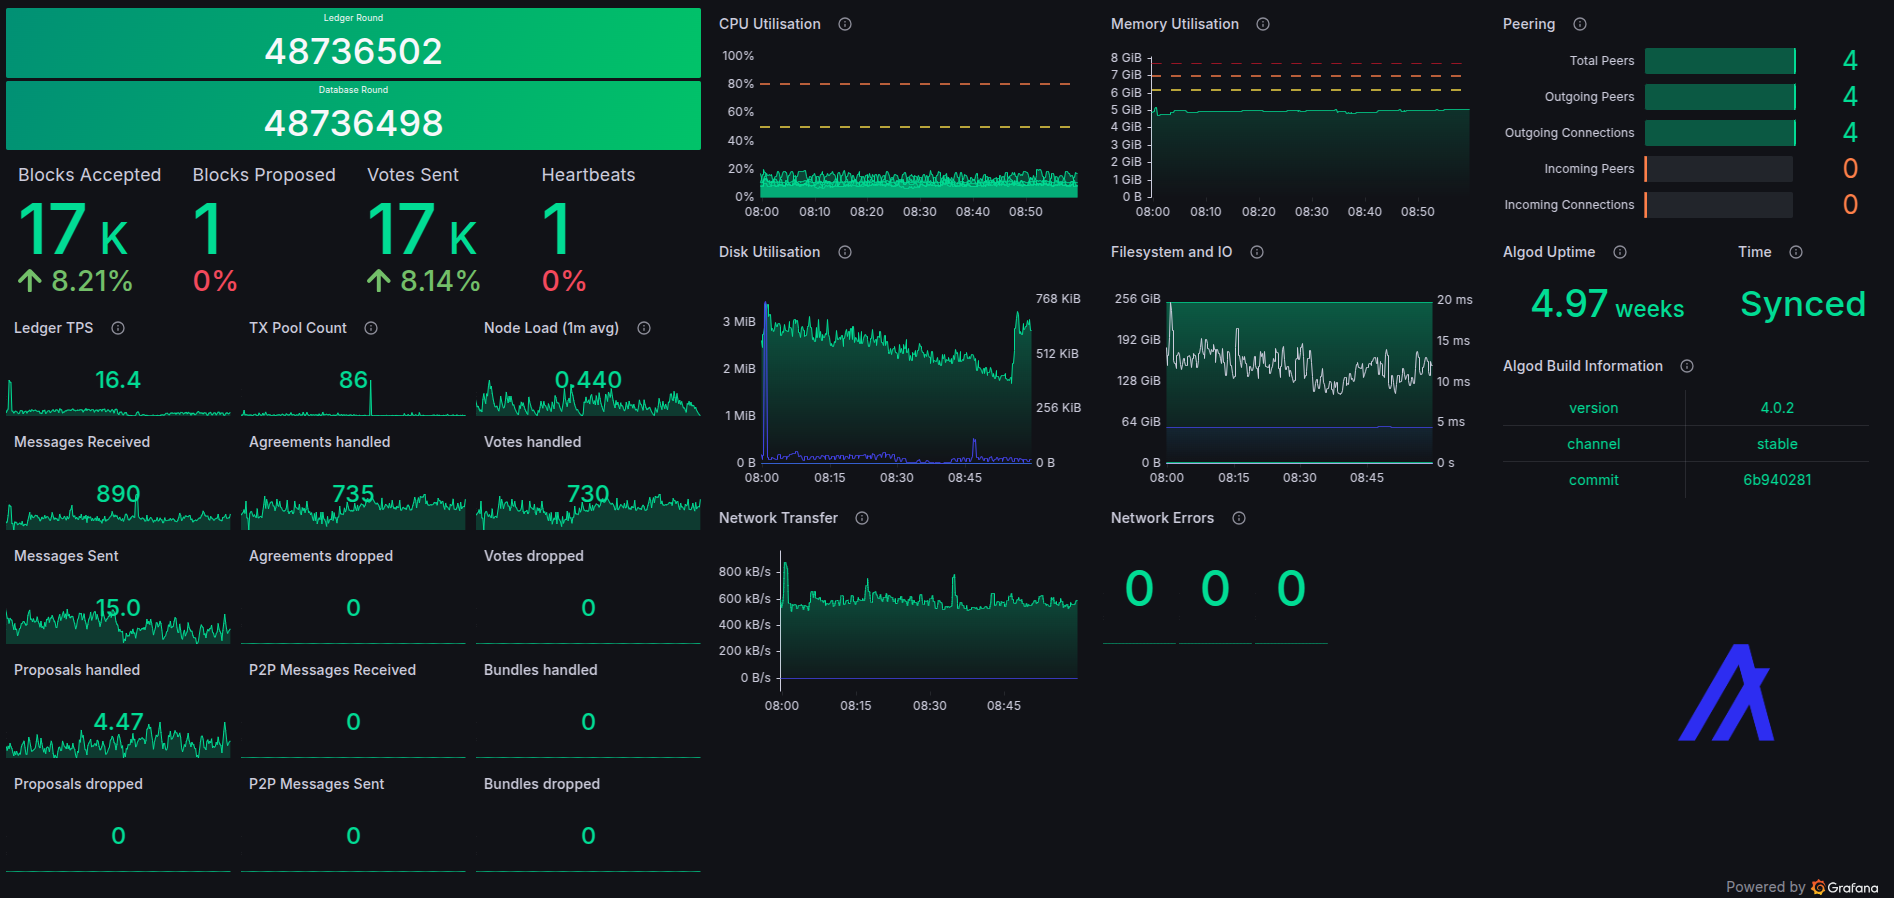 Ledger Round
48736502
Database Round
48736498
Blocks Accepted
17 K
8.21%
Blocks Proposed
1
0%
Votes Sent
17 K
8.14%
Heartbeats
1
0%
Ledger TPS
16.4
TX Pool Count
86
Node Load (1m avg)
0.440
Messages Received
890
Agreements handled
735
Votes handled
730
Messages Sent
15.0
Agreements dropped
0
Votes dropped
0
Proposals handled
4.47
P2P Messages Received
0
Bundles handled
0
Proposals dropped
0
P2P Messages Sent
0
Bundles dropped
0
CPU Utilisation
100%
80%
60%
40%
20%
0%
08:00 08:10 08:20 08:30 08:40 08:50
Memory Utilisation
8 GiB
7 GiB
6 GiB
5 GiB
4 GiB
3 GiB
2 GiB
1 GiB
0 B
08:00 08:10 08:20 08:30 08:40 08:50
Peering
Total Peers 4
Outgoing Peers 4
Outgoing Connections 4
Incoming Peers 0
Incoming Connections 0
Disk Utilisation
3 MiB
2 MiB
1 MiB
0 B
768 KiB
512 KiB
256 KiB
0 B
08:00 08:15 08:30 08:45
Filesystem and IO
256 GiB
192 GiB
128 GiB
64 GiB
0 B
20 ms
15 ms
10 ms
5 ms
0 s
08:00 08:15 08:30 08:45
Algod Uptime
4.97 weeks
Time
Synced
Algod Build Information
version 4.0.2
channel stable
commit 6b940281
Network Transfer
800 kB/s
600 kB/s
400 kB/s
200 kB/s
0 B/s
08:00 08:15 08:30 08:45
Network Errors
0 0 0
Powered by Grafana